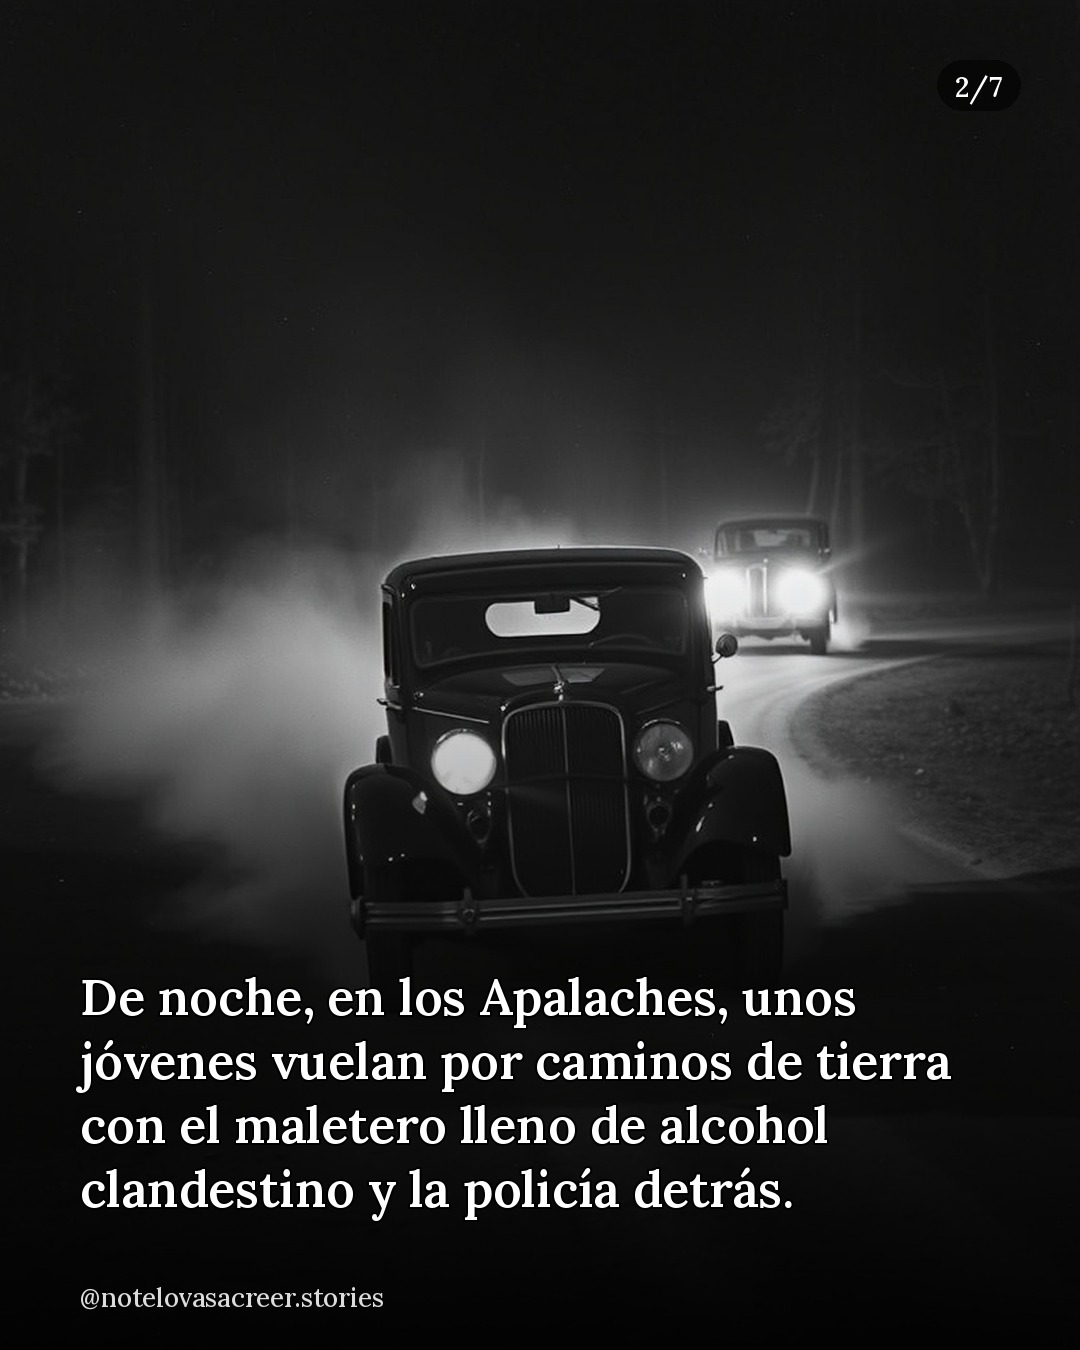 2/7
De noche, en los Apalaches, unos
jóvenes vuelan por caminos de tierra
con el maletero lleno de alcohol
clandestino y la policía detrás.
@notelovasacreer.stories